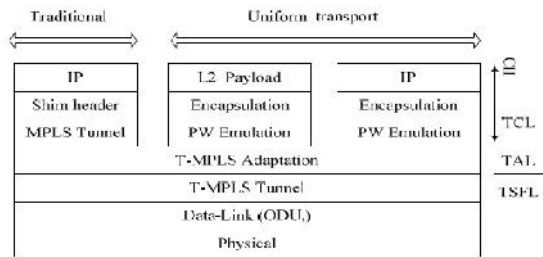 Traditional Uniform transport
IP L2 Payload IP
Shim header Encapsulation Encapsulation
MPLS Tunnel PW Emulation PW Emulation TCL
T-MPLS Adaptation TAL
T-MPLS Tunnel TSFL
Data-Link (ODU)
Physical